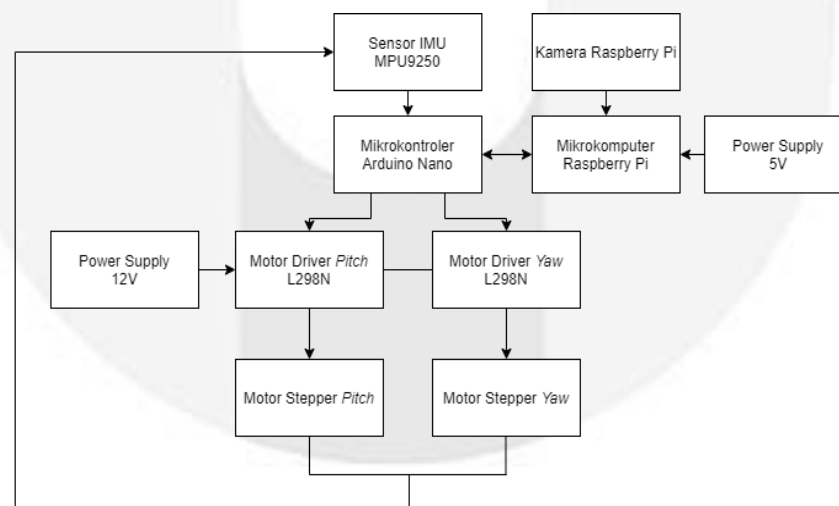 Sensor IMU
MPU9250
Kamera Raspberry Pi
Mikrokontroler
Arduino Nano
Mikrokomputer
Raspberry Pi
Power Supply
5V
Power Supply
12V
Motor Driver Pitch
L298N
Motor Driver Yaw
L298N
Motor Stepper Pitch
Motor Stepper Yaw